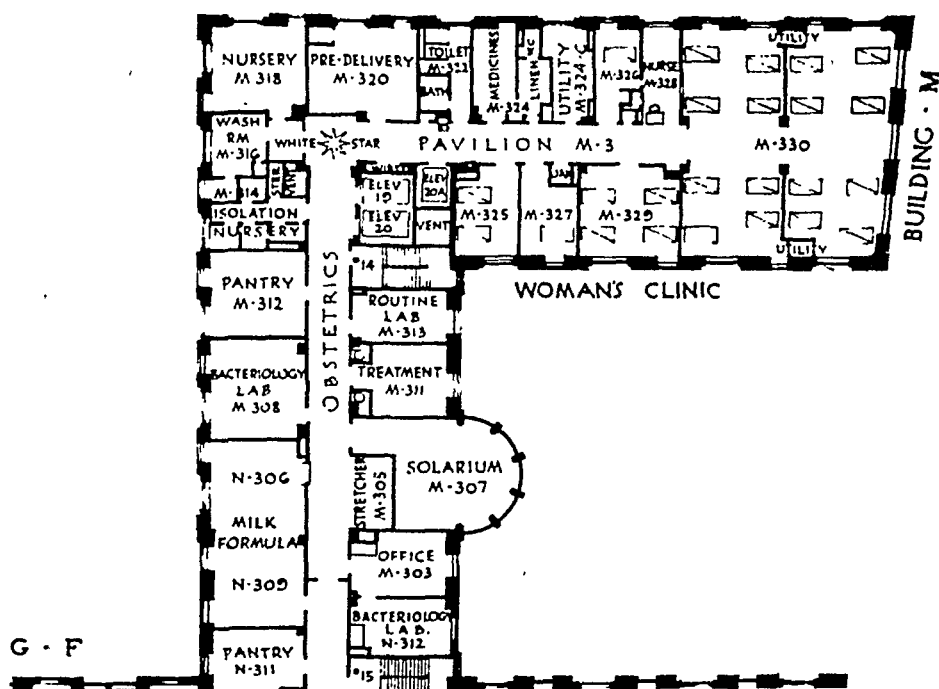 NURSERY
M-318
PRE-DELIVERY
M-320
TOILET
M-322
BATH
MEDICINES
M-324
LINEN
UTILITY
M-324-C
M-326
NURSE
M-328
UTILITY
WASH
RM
M-316
WHITE STAR
PAVILION M-3
M-330
BUILDING · M
STER
VENT
M-314
ISOLATION
NURSERY
ELEV
19
ELEV
20A
ELEV
20
VENT
M-325
JAN
M-327
M-329
UTILITY
WOMAN'S CLINIC
PANTRY
M-312
OBSTETRICS
#14
ROUTINE
LAB
M-313
BACTERIOLOGY
LAB
M-308
TREATMENT
M-311
N-306
MILK
FORMULA
N-309
STRETCHER
M-305
SOLARIUM
M-307
OFFICE
M-303
BACTERIOLOGY
LAB.
N-312
G · F
PANTRY
N-311
#15